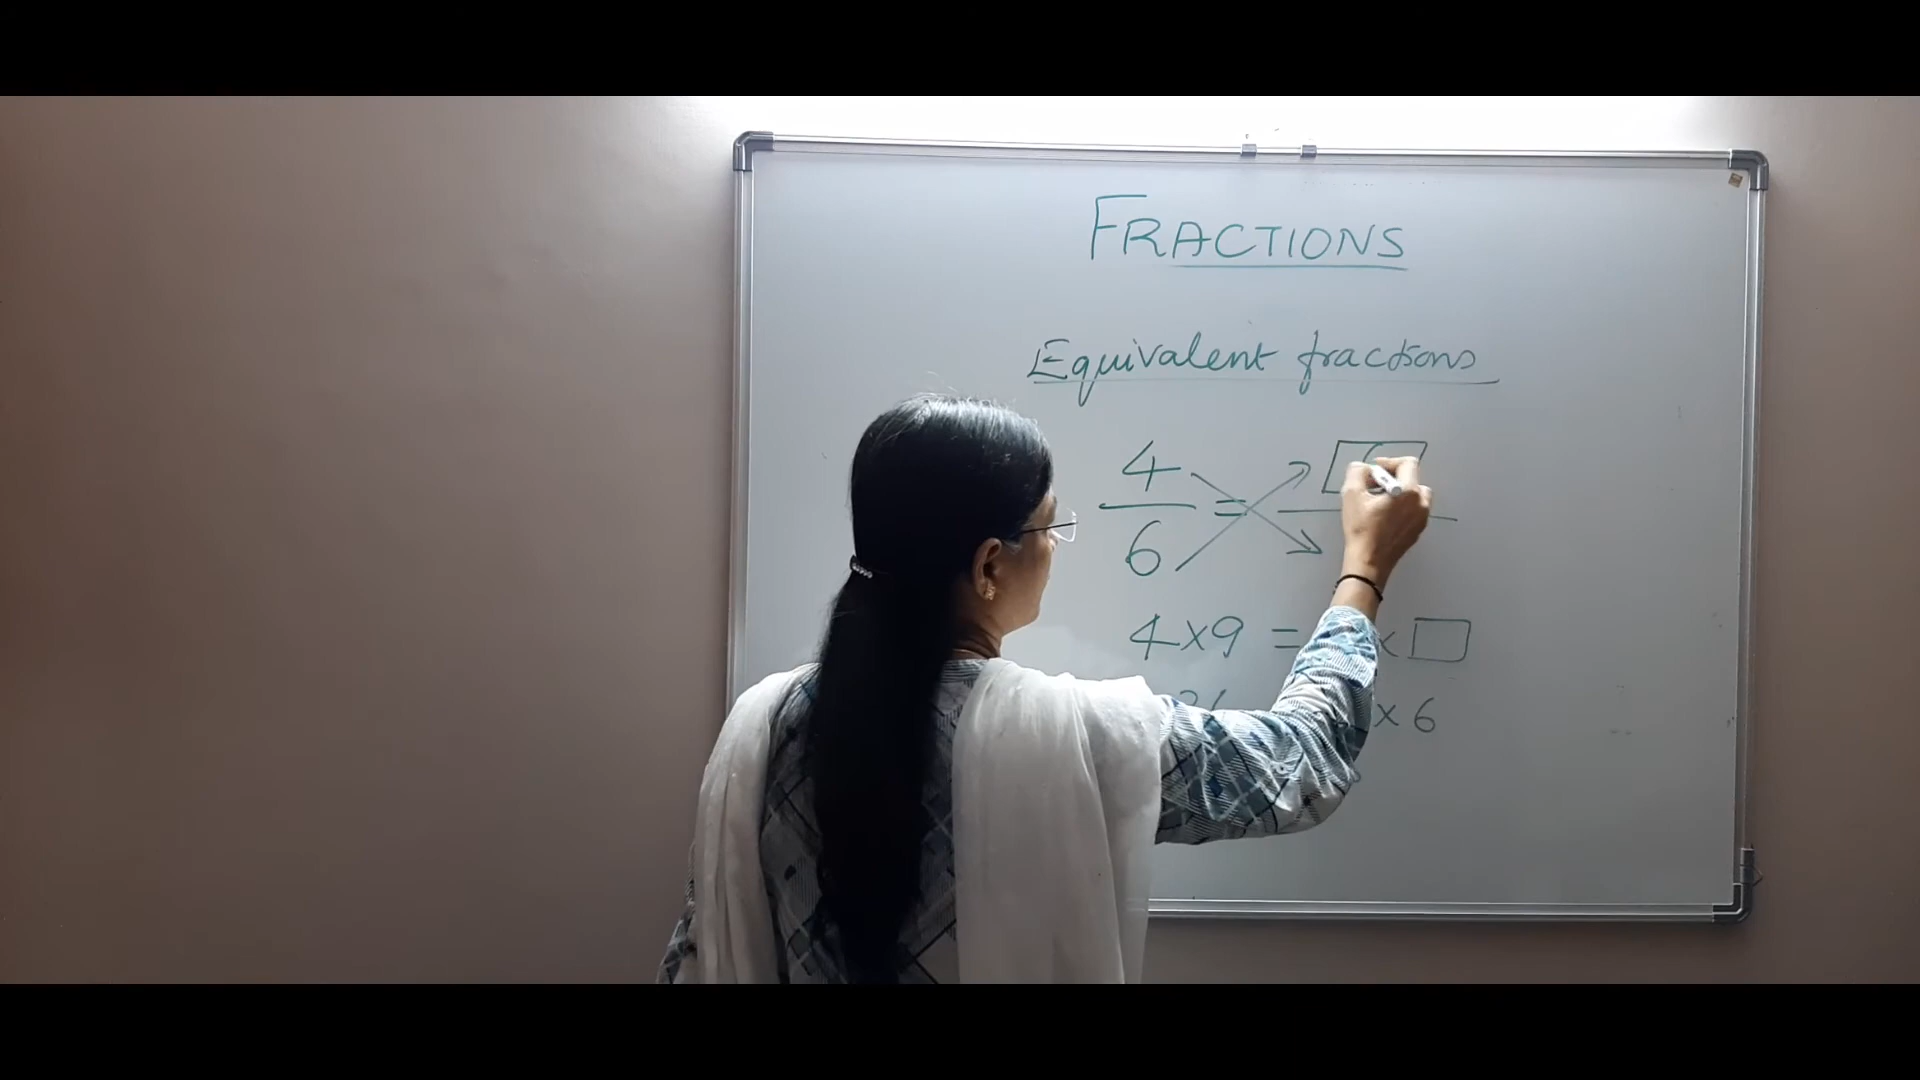 FRACTIONS
Equivalent fractions
4
6
=
4 x 9 = x
x 6